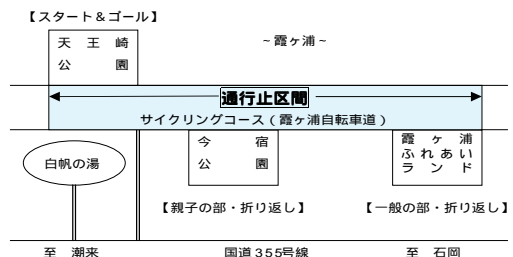 【スタート＆ゴール】
天王崎
公園
~霞ヶ浦~
通行止区間
サイクリングコース（霞ヶ浦自転車道）
白帆の湯
今宿
公園
霞ヶ浦
ふれあい
ランド
【親子の部・折り返し】
【一般の部・折り返し】
至 潮来
国道355号線
至 石岡